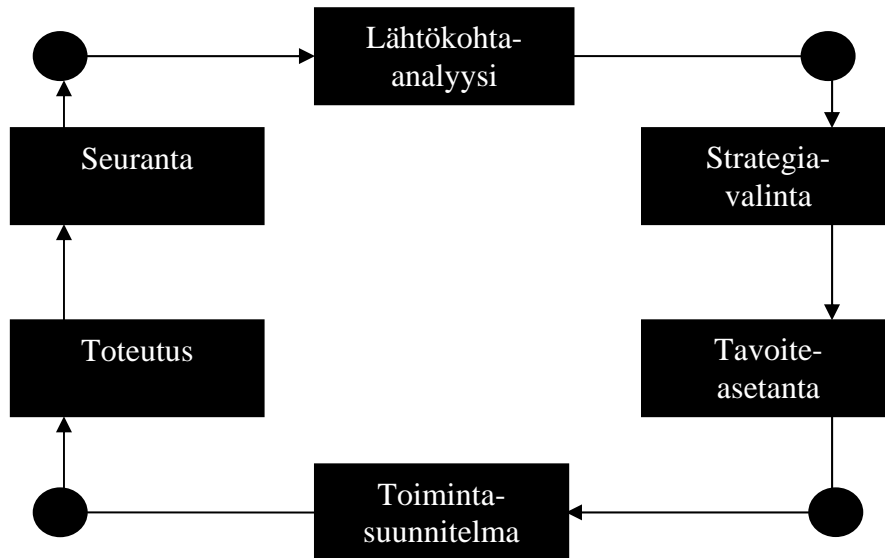 Lähtökohta-
analyysi
Seuranta
Strategia-
valinta
Toteutus
Tavoite-
asetanta
Toiminta-
suunnitelma